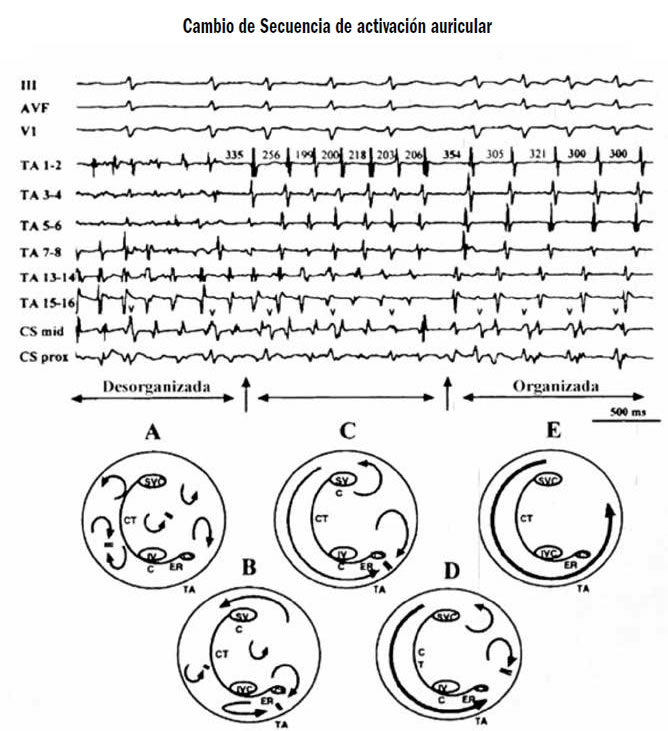 Cambio de Secuencia de activación auricular
III
AVF
V1
TA 1-2 335 256 199 200 218 203 206 354 305 321 300 300
TA 3-4
TA 5-6
TA 7-8
TA 13-14
TA 15-16
V V V V V V V V
CS mid
CS prox
Desorganizada Organizada
500 ms
A C E
SVC CT IVC ER TA
SV C CT IV C ER TA
SVC CT IVC ER TA
B D
SV C CT IVC ER TA
SVC C T IV C ER TA